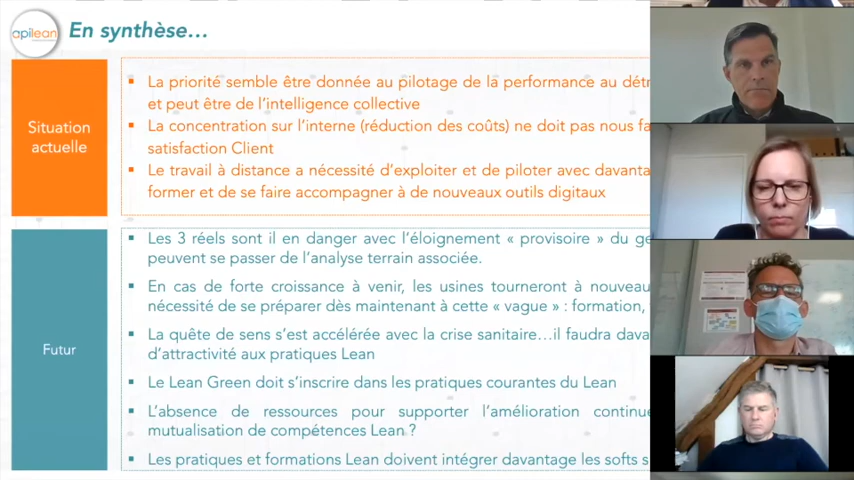 apilean
En synthèse...
Situation
actuelle
La priorité semble être donnée au pilotage de la performance au
et peut être de l'intelligence collective
La concentration sur l'interne (réduction des coûts) ne doit pas nous
satisfaction Client
Le travail à distance a nécessité d'exploiter et de piloter avec
former et de se faire accompagner à de nouveaux outils digitaux
Futur
Les 3 réels sont il en danger avec l'éloignement « provisoire » du
peuvent se passer de l'analyse terrain associée.
En cas de forte croissance à venir, les usines tourneront à
nécessité de se préparer dès maintenant à cette « vague » : formation,
La quête de sens s'est accélérée avec la crise sanitaire...il faudra
d'attractivité aux pratiques Lean
Le Lean Green doit s'inscrire dans les pratiques courantes du Lean
L'absence de ressources pour supporter l'amélioration
mutualisation de compétences Lean ?
Les pratiques et formations Lean doivent intégrer davantage les softs